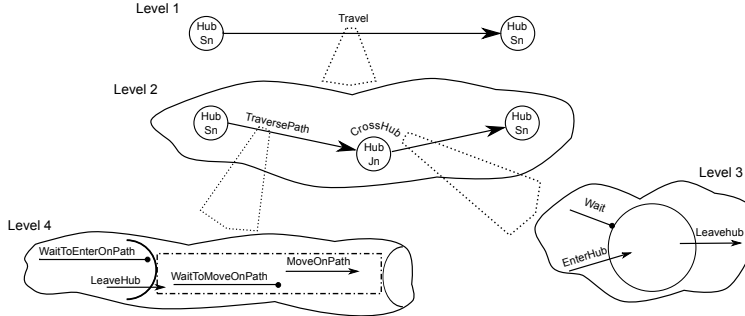 Level 1
Travel
Hub
Sn
Hub
Sn
Level 2
Hub
Sn
TraversePath
CrossHub
Hub
Jn
Hub
Sn
Level 3
Wait
Leavehub
EnterHub
Level 4
WaitToEnterOnPath
LeaveHub
WaitToMoveOnPath
MoveOnPath